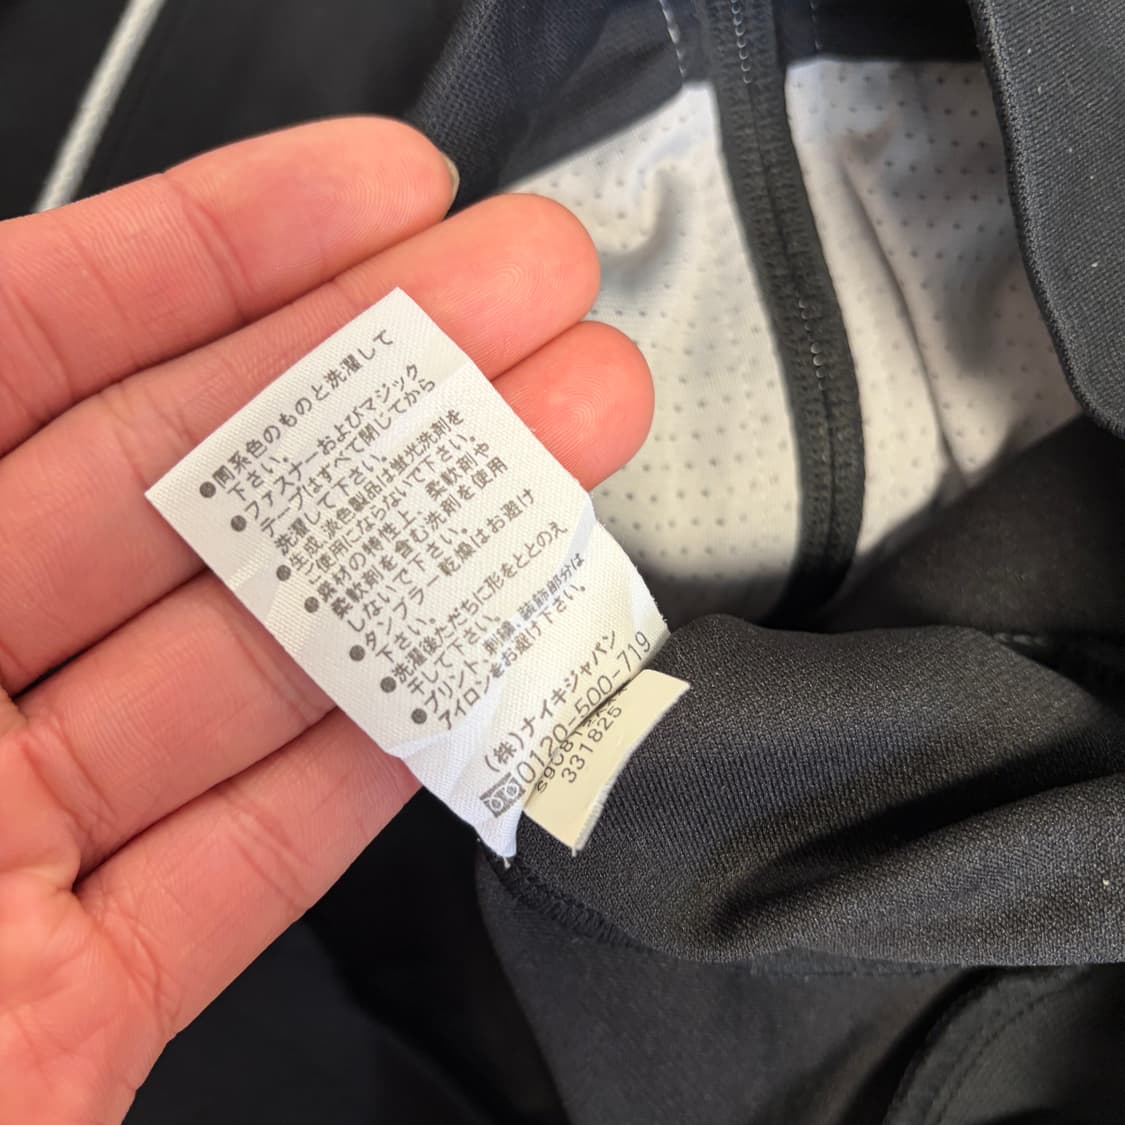 ●同系色のものと洗濯して
下さい。
●ファスナーおよびマジック
テープはすべて閉じてから
洗濯して下さい。
●生成 淡色製品は蛍光洗剤を
ご使用にならないで下さい。
●素材の特性上、柔軟剤や
柔軟剤を含む洗剤を使用
しないで下さい。
●タンブラー乾燥はお避け
下さい。
●洗濯後ただちに形をととのえ
干して下さい。
●プリント、刺繍、装飾部分は
アイロンをお避け下さい。
(株)ナイキジャパン
0120-500-719
331825